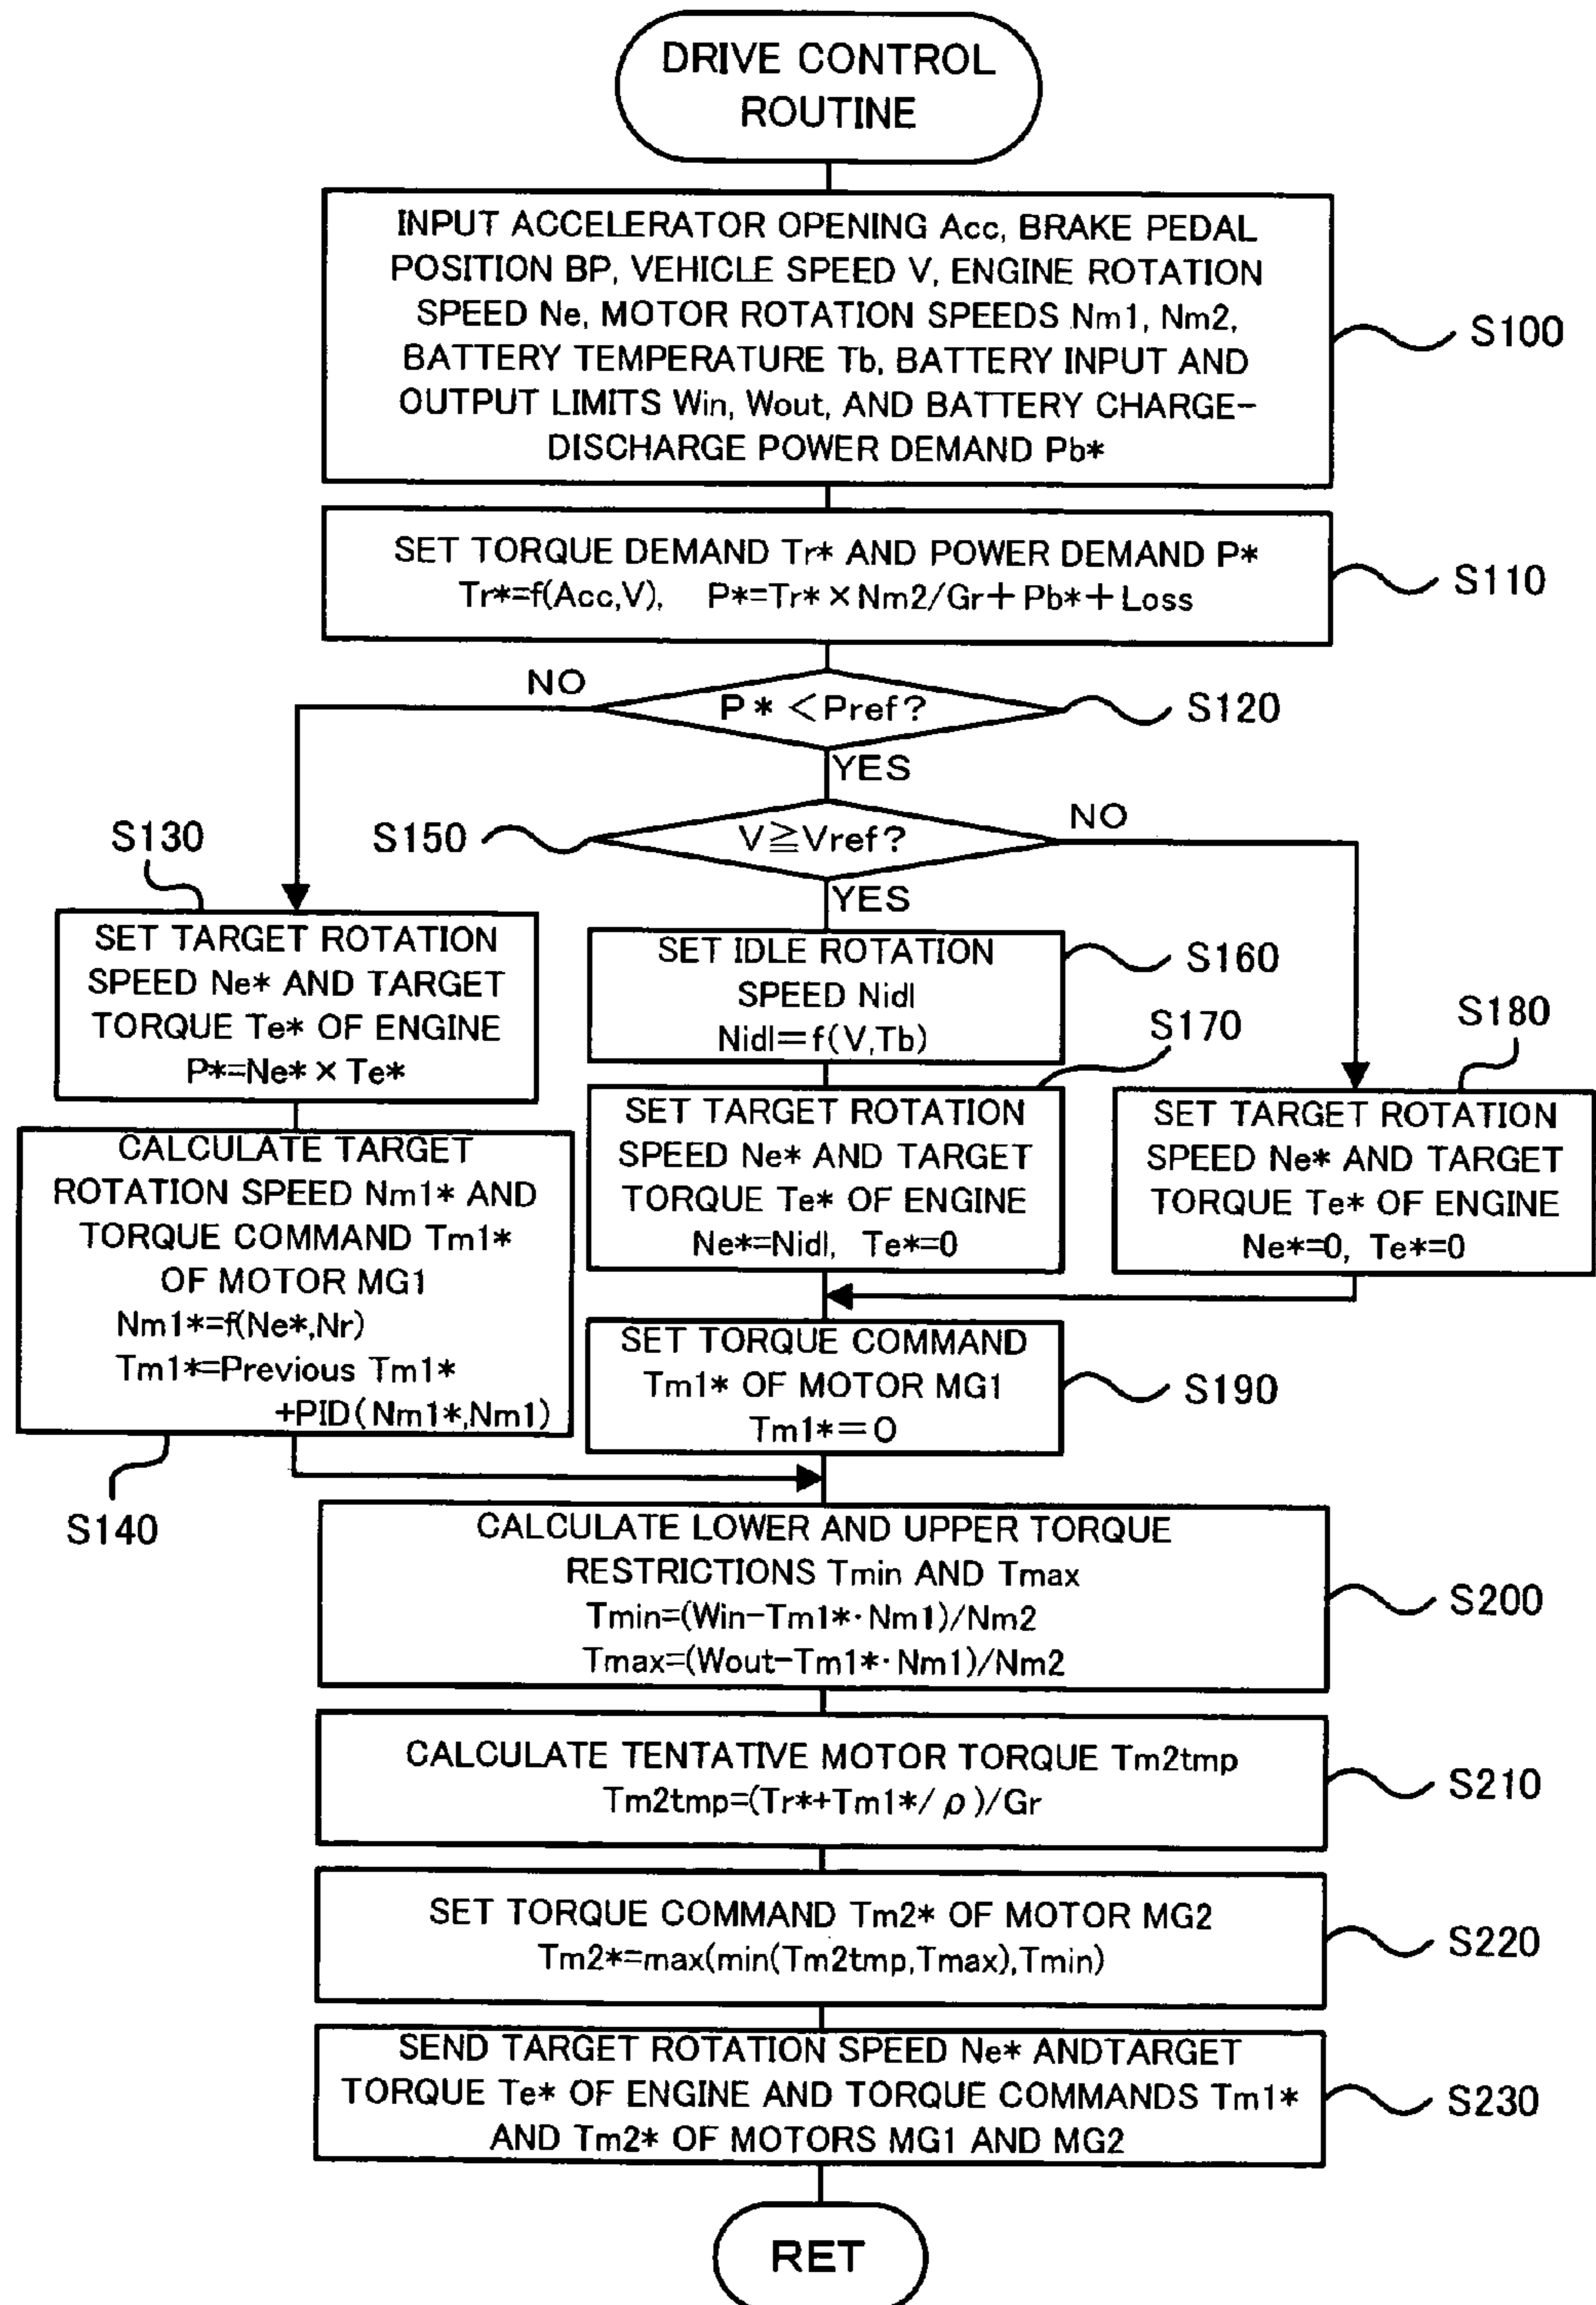 DRIVE CONTROL
ROUTINE
INPUT ACCELERATOR OPENING Acc, BRAKE PEDAL
POSITION BP, VEHICLE SPEED V, ENGINE ROTATION
SPEED Ne, MOTOR ROTATION SPEEDS Nm1, Nm2,
BATTERY TEMPERATURE Tb, BATTERY INPUT AND
OUTPUT LIMITS Win, Wout, AND BATTERY CHARGE-
DISCHARGE POWER DEMAND Pb*
S100
SET TORQUE DEMAND Tr* AND POWER DEMAND P*
Tr*=f(Acc,V), P*=Tr*×Nm2/Gr+Pb*+Loss
S110
NO
P*<Pref?
S120
YES
S150
V≧Vref?
NO
YES
S130
SET TARGET ROTATION
SPEED Ne* AND TARGET
TORQUE Te* OF ENGINE
P*=Ne*×Te*
SET IDLE ROTATION
SPEED Nidl
Nidl=f(V,Tb)
S160
S170
SET TARGET ROTATION
SPEED Ne* AND TARGET
TORQUE Te* OF ENGINE
Ne*=Nidl, Te*=0
S180
SET TARGET ROTATION
SPEED Ne* AND TARGET
TORQUE Te* OF ENGINE
Ne*=0, Te*=0
CALCULATE TARGET
ROTATION SPEED Nm1* AND
TORQUE COMMAND Tm1*
OF MOTOR MG1
Nm1*=f(Ne*,Nr)
Tm1*=Previous Tm1*
+PID(Nm1*,Nm1)
S140
SET TORQUE COMMAND
Tm1* OF MOTOR MG1
Tm1*=0
S190
CALCULATE LOWER AND UPPER TORQUE
RESTRICTIONS Tmin AND Tmax
Tmin=(Win-Tm1*·Nm1)/Nm2
Tmax=(Wout-Tm1*·Nm1)/Nm2
S200
CALCULATE TENTATIVE MOTOR TORQUE Tm2tmp
Tm2tmp=(Tr*+Tm1*/ρ)/Gr
S210
SET TORQUE COMMAND Tm2* OF MOTOR MG2
Tm2*=max(min(Tm2tmp,Tmax),Tmin)
S220
SEND TARGET ROTATION SPEED Ne* ANDTARGET
TORQUE Te* OF ENGINE AND TORQUE COMMANDS Tm1*
AND Tm2* OF MOTORS MG1 AND MG2
S230
RET